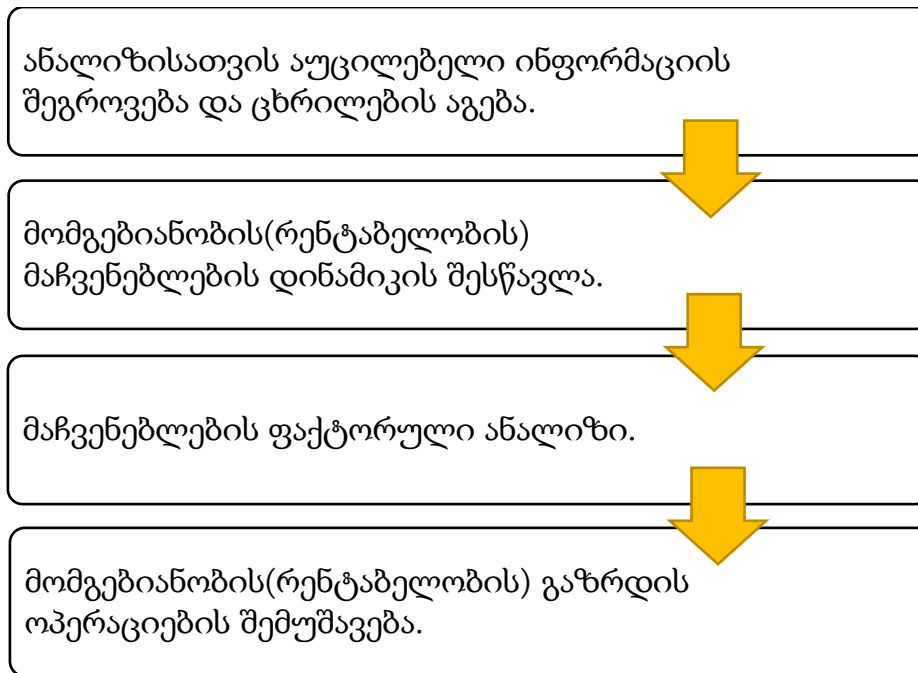 ანალიზისათვის აუცილებელი ინფორმაციის
შეგროვება და ცხრილების აგება.
მომგებიანობის(რენტაბელობის)
მაჩვენებლების დინამიკის შესწავლა.
მაჩვენებლების ფაქტორული ანალიზი.
მომგებიანობის(რენტაბელობის) გაზრდის
ოპერაციების შემუშავება.